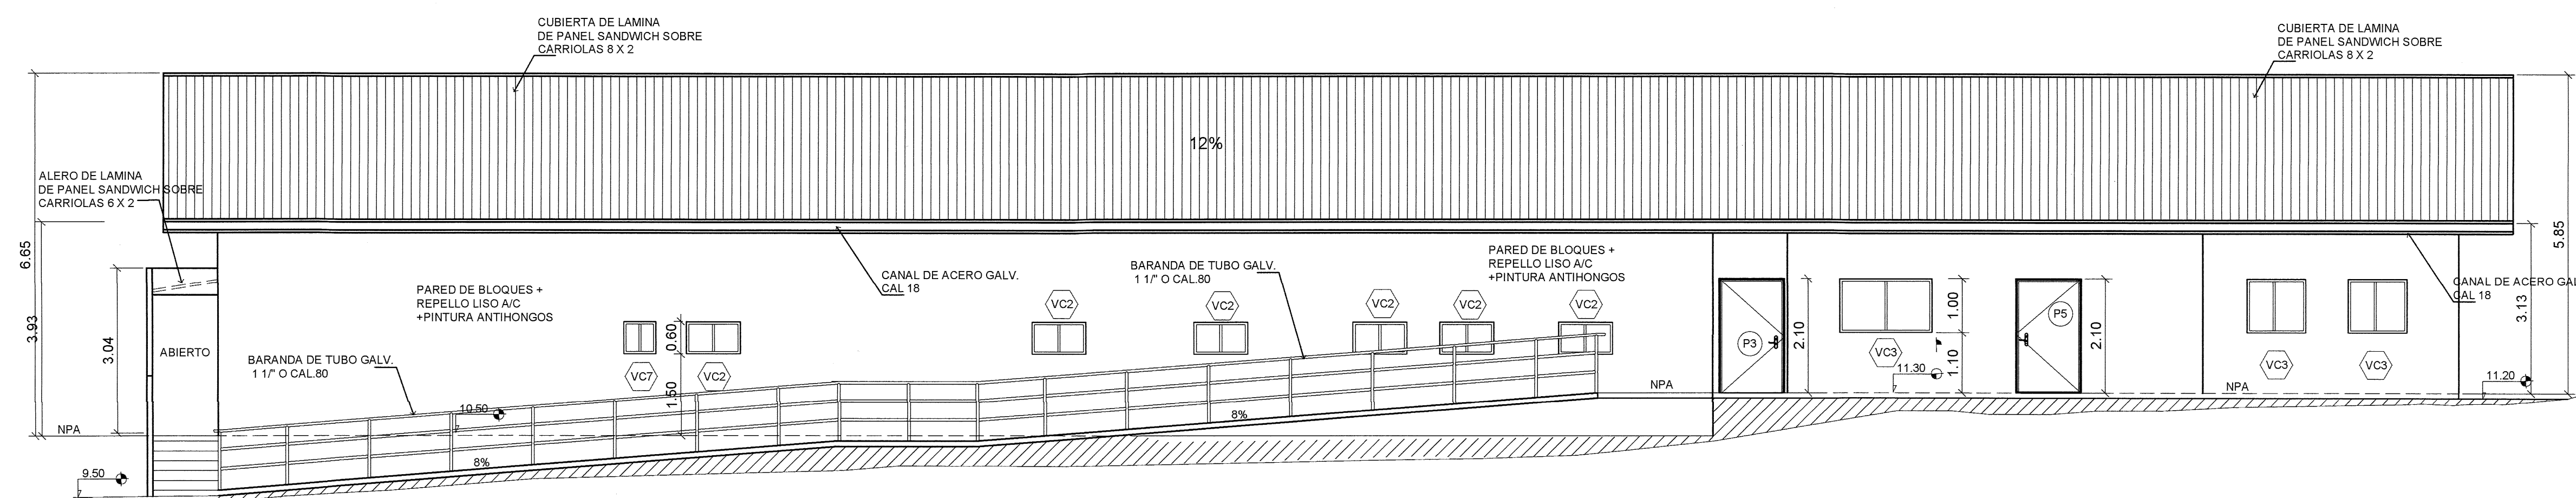 CUBIERTA DE LAMINA
DE PANEL SANDWICH SOBRE
CARRIOLAS 8 X 2
CUBIERTA DE LAMINA
DE PANEL SANDWICH SOBRE
CARRIOLAS 8 X 2
12%
ALERO DE LAMINA
DE PANEL SANDWICH SOBRE
CARRIOLAS 6 X 2
6.65
3.93
3.04
5.85
3.13
ABIERTO
PARED DE BLOQUES +
REPELLO LISO A/C
+PINTURA ANTIHONGOS
BARANDA DE TUBO GALV.
1 1/" O CAL.80
CANAL DE ACERO GALV.
CAL 18
BARANDA DE TUBO GALV.
1 1/" O CAL.80
PARED DE BLOQUES +
REPELLO LISO A/C
+PINTURA ANTIHONGOS
CANAL DE ACERO GAL
CAL 18
VC7
VC2
0.60
1.50
VC2
VC2
VC2
VC2
VC2
P3
2.10
VC3
1.00
1.10
11.30
P5
2.10
VC3
VC3
NPA
NPA
NPA
11.20
10.50
9.50
8%
8%